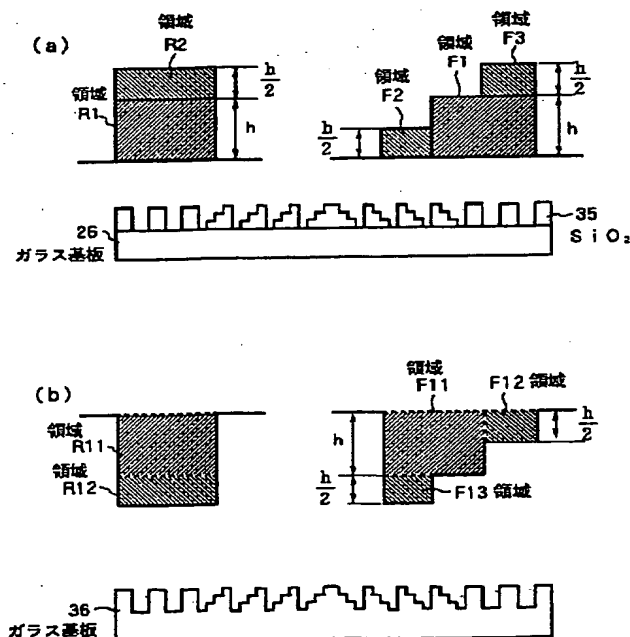 (a)
領域
R2
領域
R1
h/2
h
領域
F3
領域
F1
領域
F2
h/2
h/2
h
26
ガラス基板
35
SiO₂
(b)
領域
R11
領域
R12
領域
F11
F12 領域
h
h/2
h/2
F13 領域
36
ガラス基板